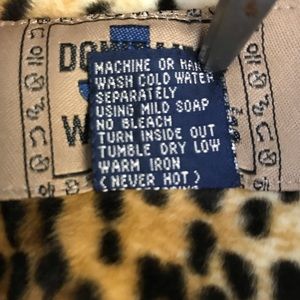 MACHINE OR HAN
WASH COLD WATER
SEPARATELY
USING MILD SOAP
NO BLEACH
TURN INSIDE OUT
TUMBLE DRY LOW
WARM IRON
(NEVER HOT)